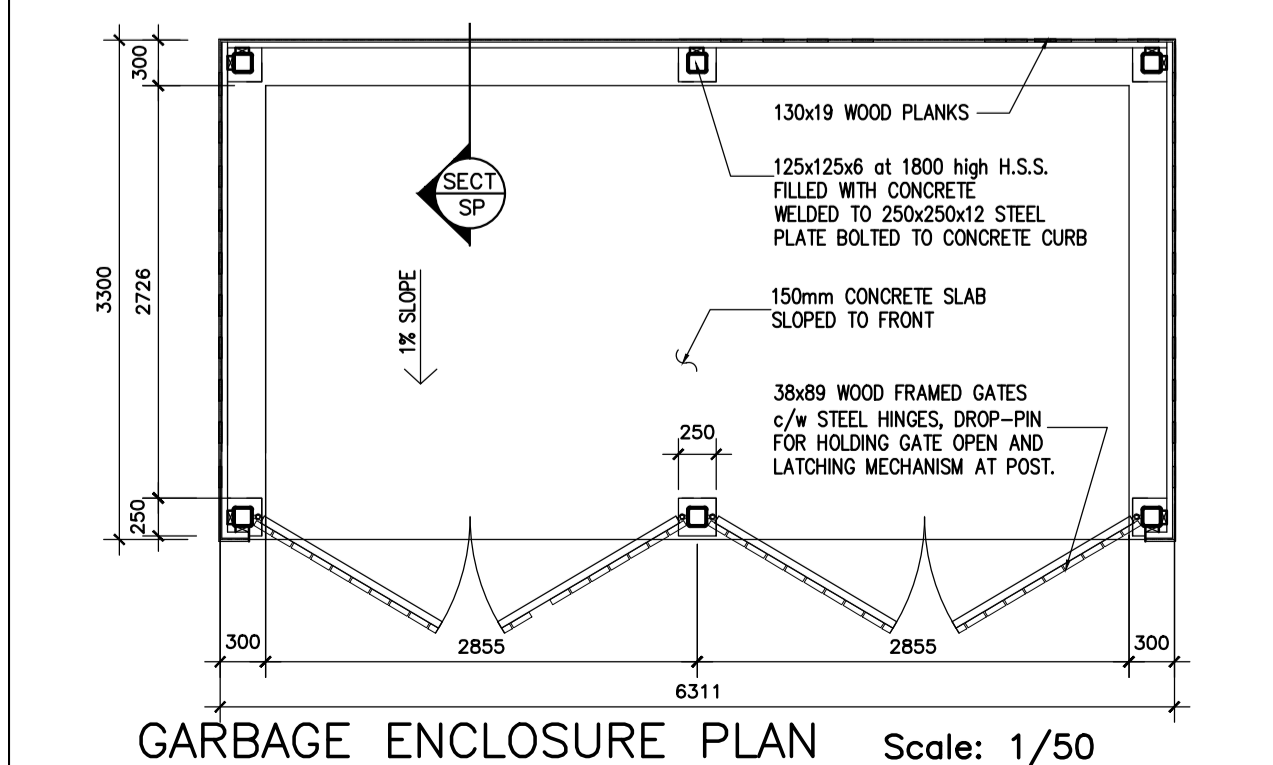 300
3300
2726
250
SECT
SP
1% SLOPE
130x19 WOOD PLANKS
125x125x6 at 1800 high H.S.S.
FILLED WITH CONCRETE
WELDED TO 250x250x12 STEEL
PLATE BOLTED TO CONCRETE CURB
150mm CONCRETE SLAB
SLOPED TO FRONT
38x89 WOOD FRAMED GATES
c/w STEEL HINGES, DROP-PIN
FOR HOLDING GATE OPEN AND
LATCHING MECHANISM AT POST.
250
300
2855
2855
300
6311
GARBAGE ENCLOSURE PLAN Scale: 1/50